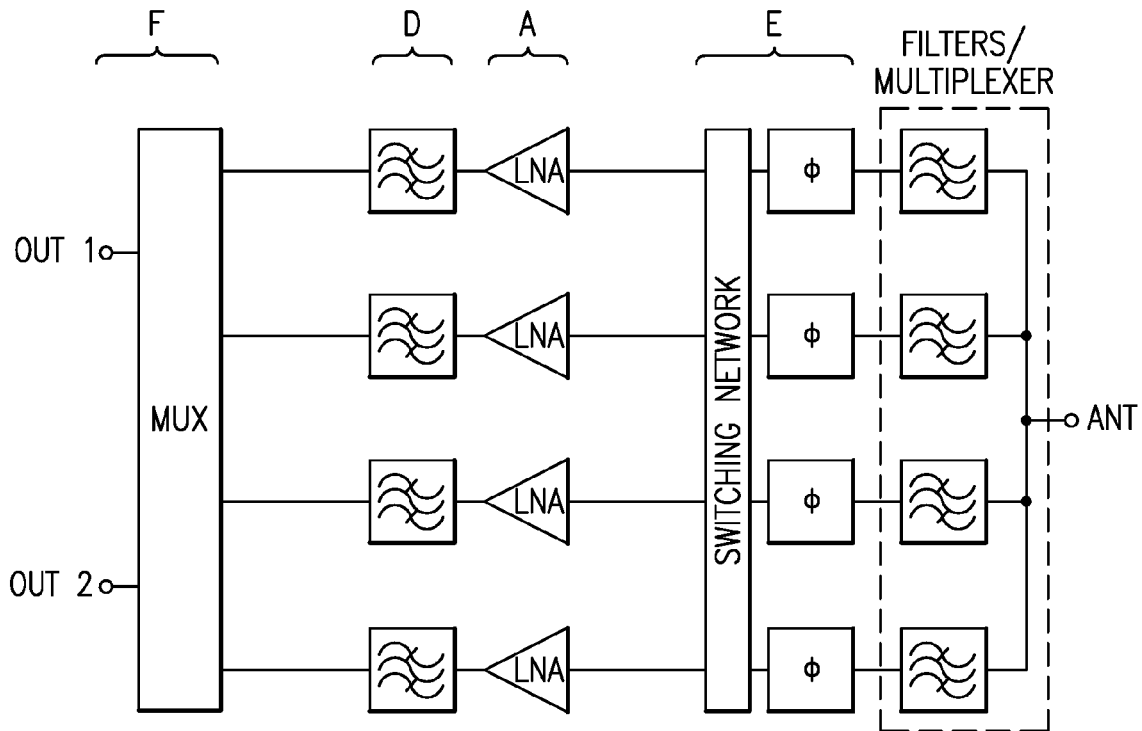 F
D
A
E
FILTERS/
MULTIPLEXER
LNA
ϕ
OUT 1
LNA
ϕ
MUX
SWITCHING NETWORK
ANT
LNA
ϕ
OUT 2
LNA
ϕ